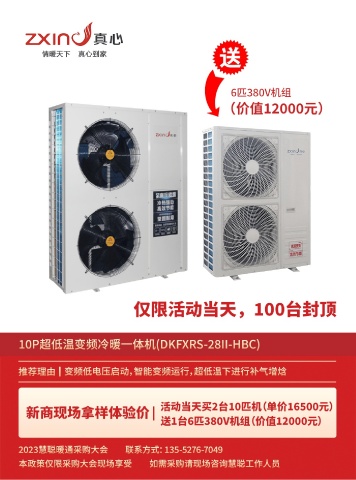 ZXIN 真心
情暖天下 真心到家
送
6匹380V机组
（价值12000元）
ZXIN 真心
仅限活动当天，100台封顶
10P超低温变频冷暖一体机(DKFXRS-28II-HBC)
推荐理由 | 变频低电压启动，智能变频运行，超低温下进行补气增焓
新商现场拿样体验价 |
活动当天买2台10匹机（单价16500元）
送1台6匹380V机组（价值12000元）
2023慧聪暖通采购大会 联系方式：135-5276-7049
本政策仅限采购大会现场享受 如需采购请现场咨询慧聪工作人员